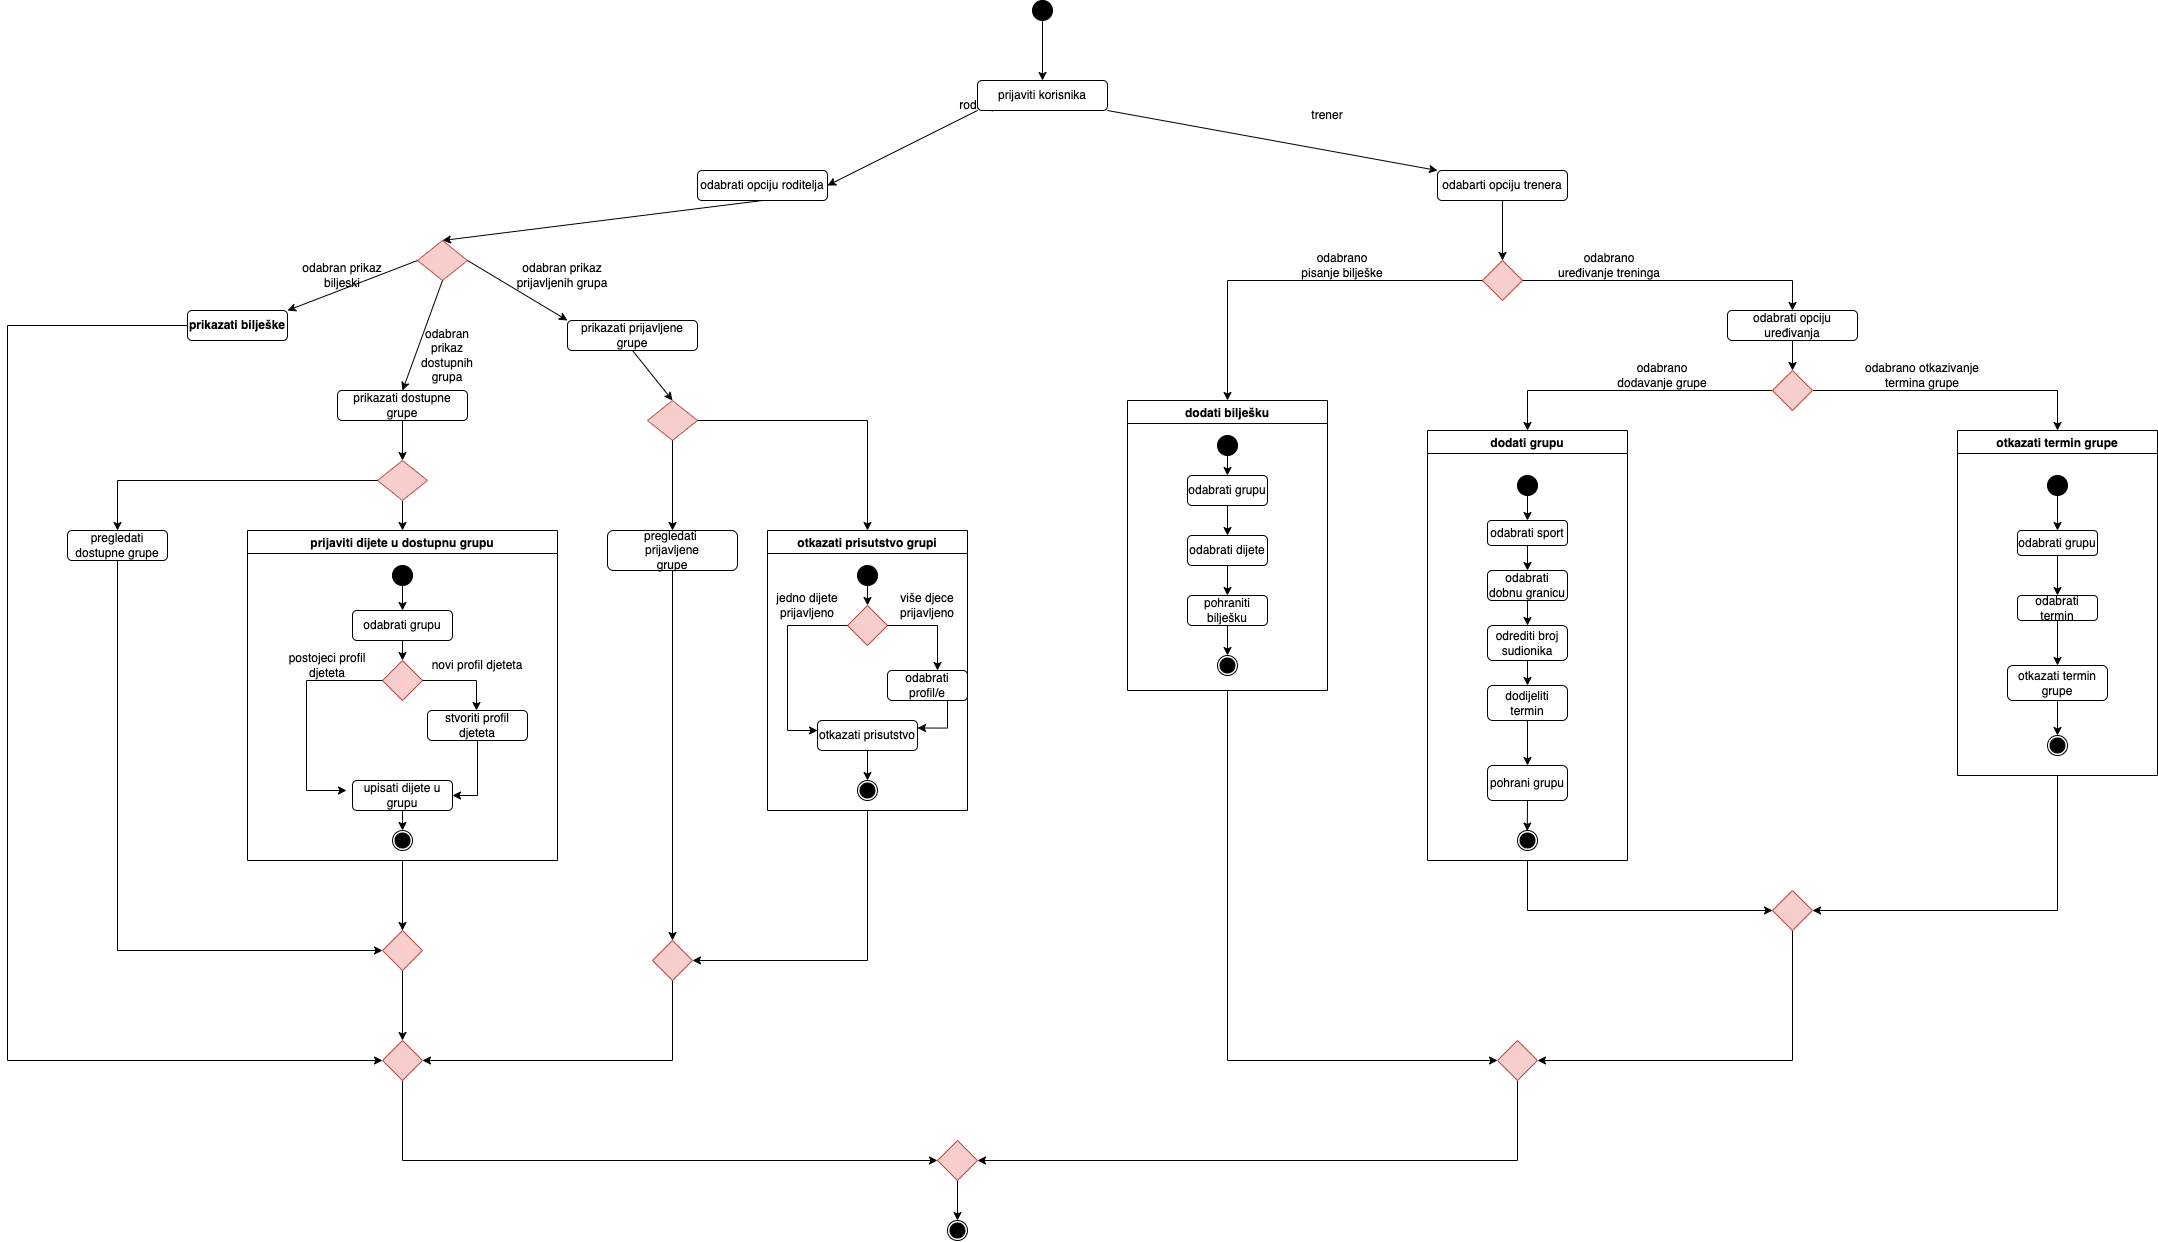 prijaviti korisnika
rod
trener
odabrati opciju roditelja
odabarti opciju trenera
odabran prikaz
biljeski
odabran prikaz
prijavljenih grupa
odabrano
pisanje bilješke
odabrano
uređivanje treninga
prikazati bilješke
odabran
prikaz
dostupnih
grupa
prikazati prijavljene
grupe
odabrati opciju
uređivanja
prikazati dostupne
grupe
odabrano
dodavanje grupe
odabrano otkazivanje
termina grupe
pregledati
dostupne grupe
prijaviti dijete u dostupnu grupu
odabrati grupu
postojeci profil
djeteta
novi profil djeteta
stvoriti profil
djeteta
upisati dijete u
grupu
pregledati
prijavljene
grupe
otkazati prisutstvo grupi
jedno dijete
prijavljeno
više djece
prijavljeno
odabrati
profil/e
otkazati prisutstvo
dodati bilješku
odabrati grupu
odabrati dijete
pohraniti
bilješku
dodati grupu
odabrati sport
odabrati
dobnu granicu
odrediti broj
sudionika
dodijeliti
termin
pohrani grupu
otkazati termin grupe
odabrati grupu
odabrati
termin
otkazati termin
grupe